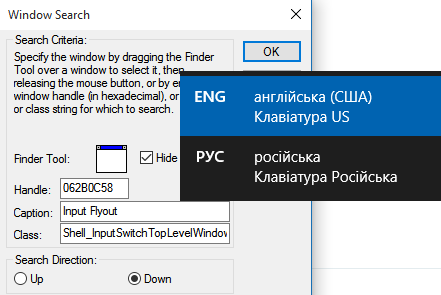 Window Search
Search Criteria:
Specify the window by dragging the Finder
Tool over a window to select it, then
releasing the mouse button, or by
window handle (in hexadecimal), or
or class string for which to search.
OK
ENG англійська (США)
Клавіатура US
РУС російська
Клавіатура Російська
Finder Tool:
Hide
Handle: 062B0C58
Caption: Input Flyout
Class: Shell_InputSwitchTopLevelWindow
Search Direction:
Up Down